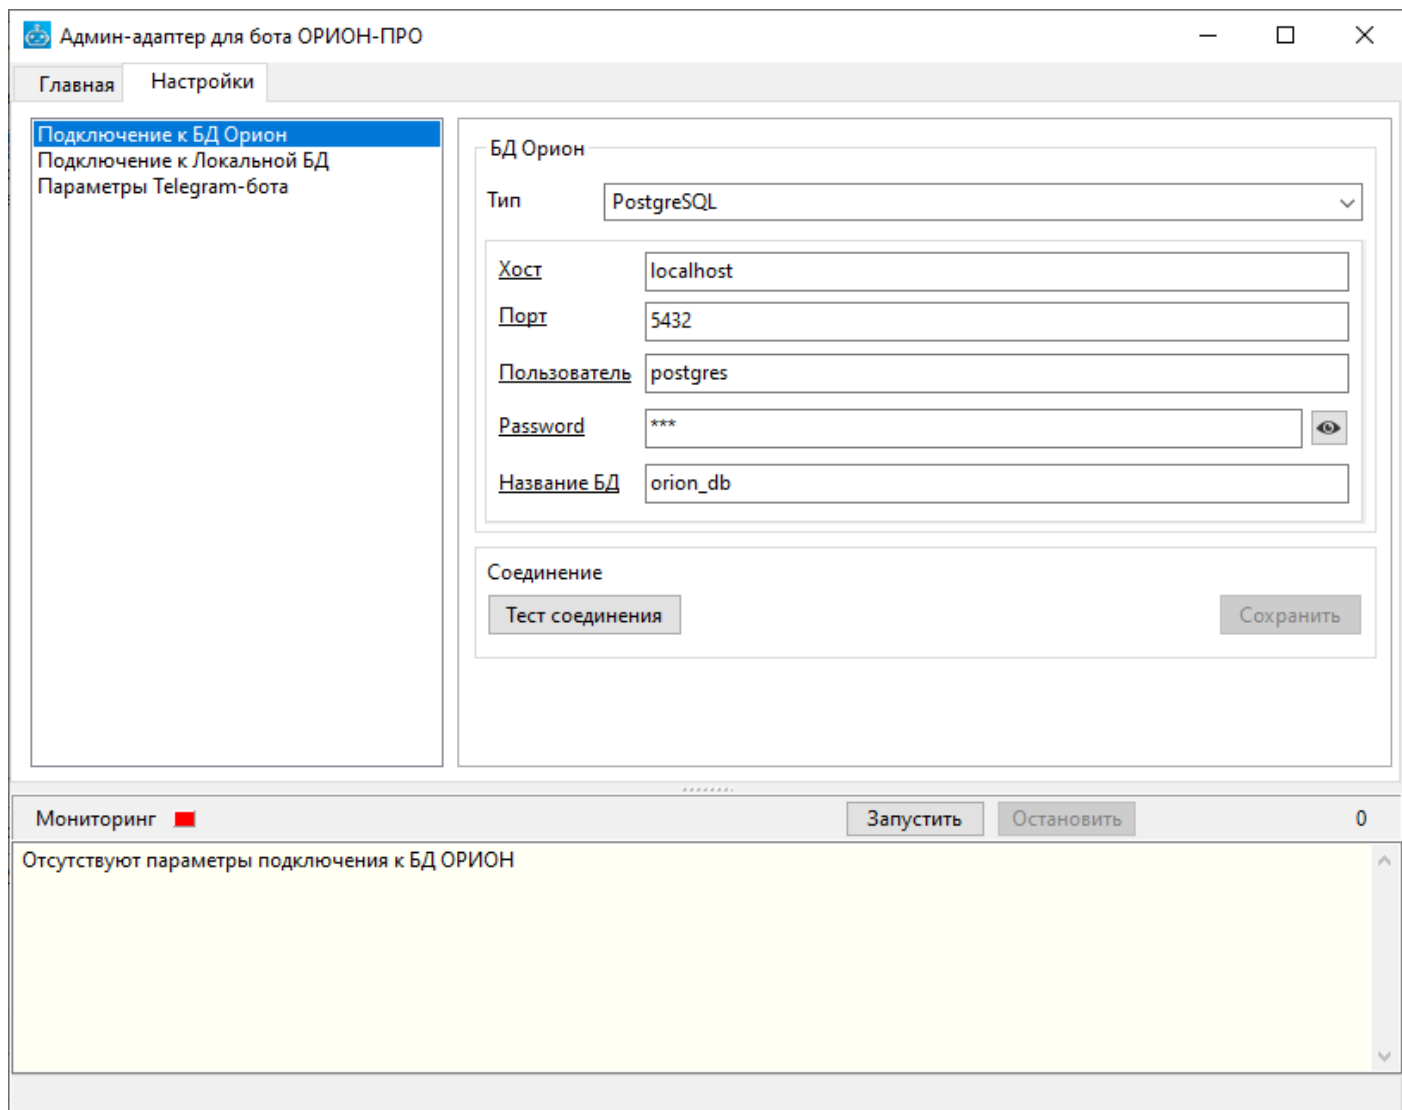 Админ-адаптер для бота ОРИОН-ПРО
Главная
Настройки
Подключение к БД Орион
Подключение к Локальной БД
Параметры Telegram-бота
БД Орион
Тип PostgreSQL
Хост localhost
Порт 5432
Пользователь postgres
Password ***
Название БД orion_db
Соединение
Тест соединения Сохранить
Мониторинг Запустить Остановить 0
Отсутствуют параметры подключения к БД ОРИОН